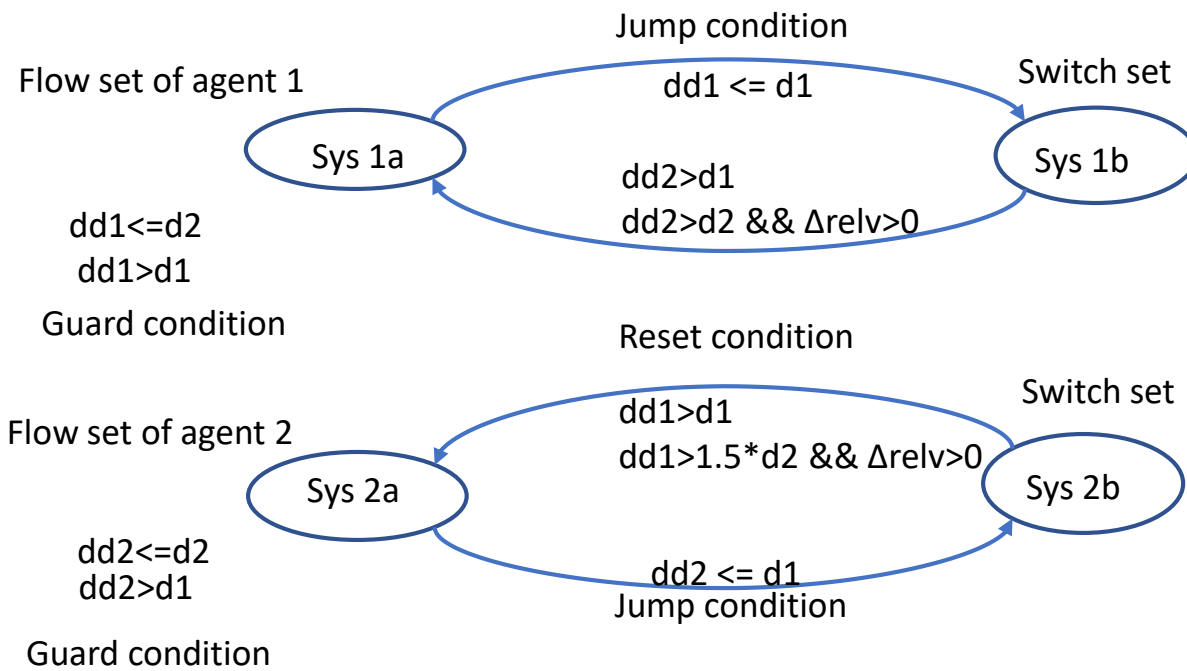 Jump condition
Flow set of agent 1
dd1 <= d1
Switch set
Sys 1a
Sys 1b
dd2>d1
dd2>d2 && Δrelv>0
dd1<=d2
dd1>d1
Guard condition
Reset condition
Switch set
Flow set of agent 2
dd1>d1
dd1>1.5*d2 && Δrelv>0
Sys 2a
Sys 2b
dd2<=d2
dd2>d1
dd2 <= d1
Jump condition
Guard condition